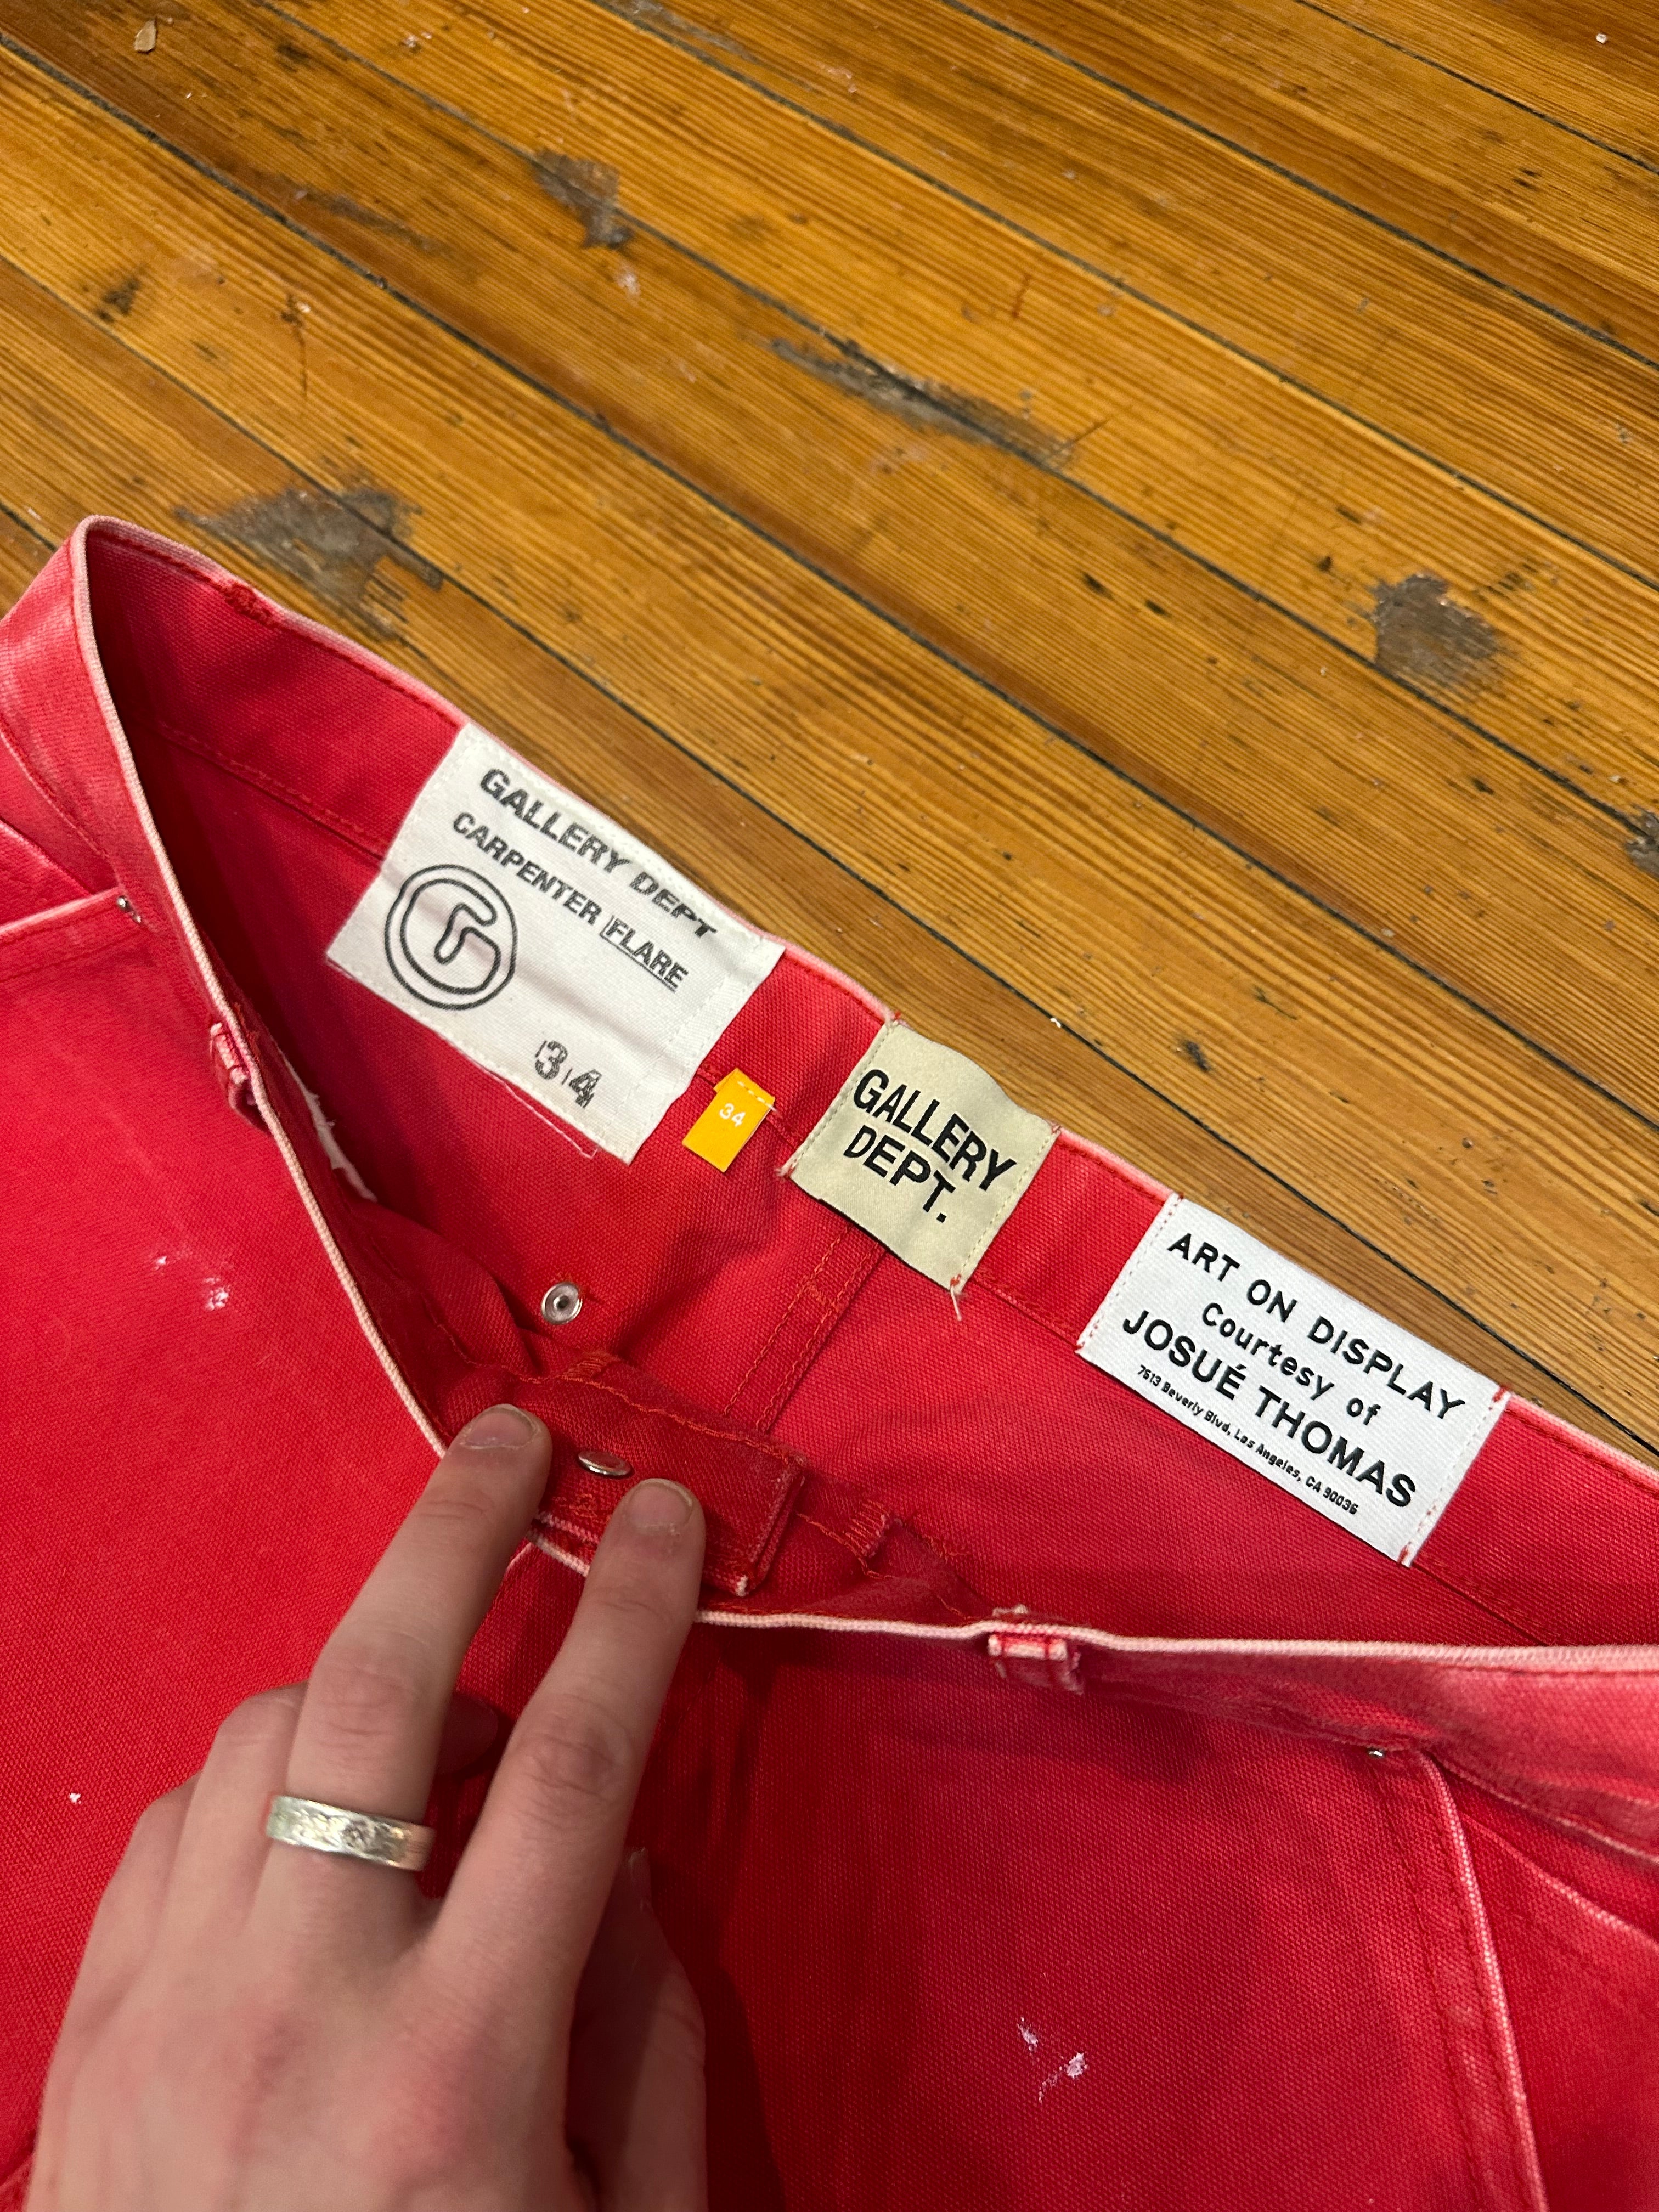 GALLERY DEPT
CARPENTER FLARE
G
34
34
GALLERY
DEPT.
ART ON DISPLAY
Courtesy of
JOSUÉ THOMAS
7513 Beverly Blvd, Los Angeles, CA 90036